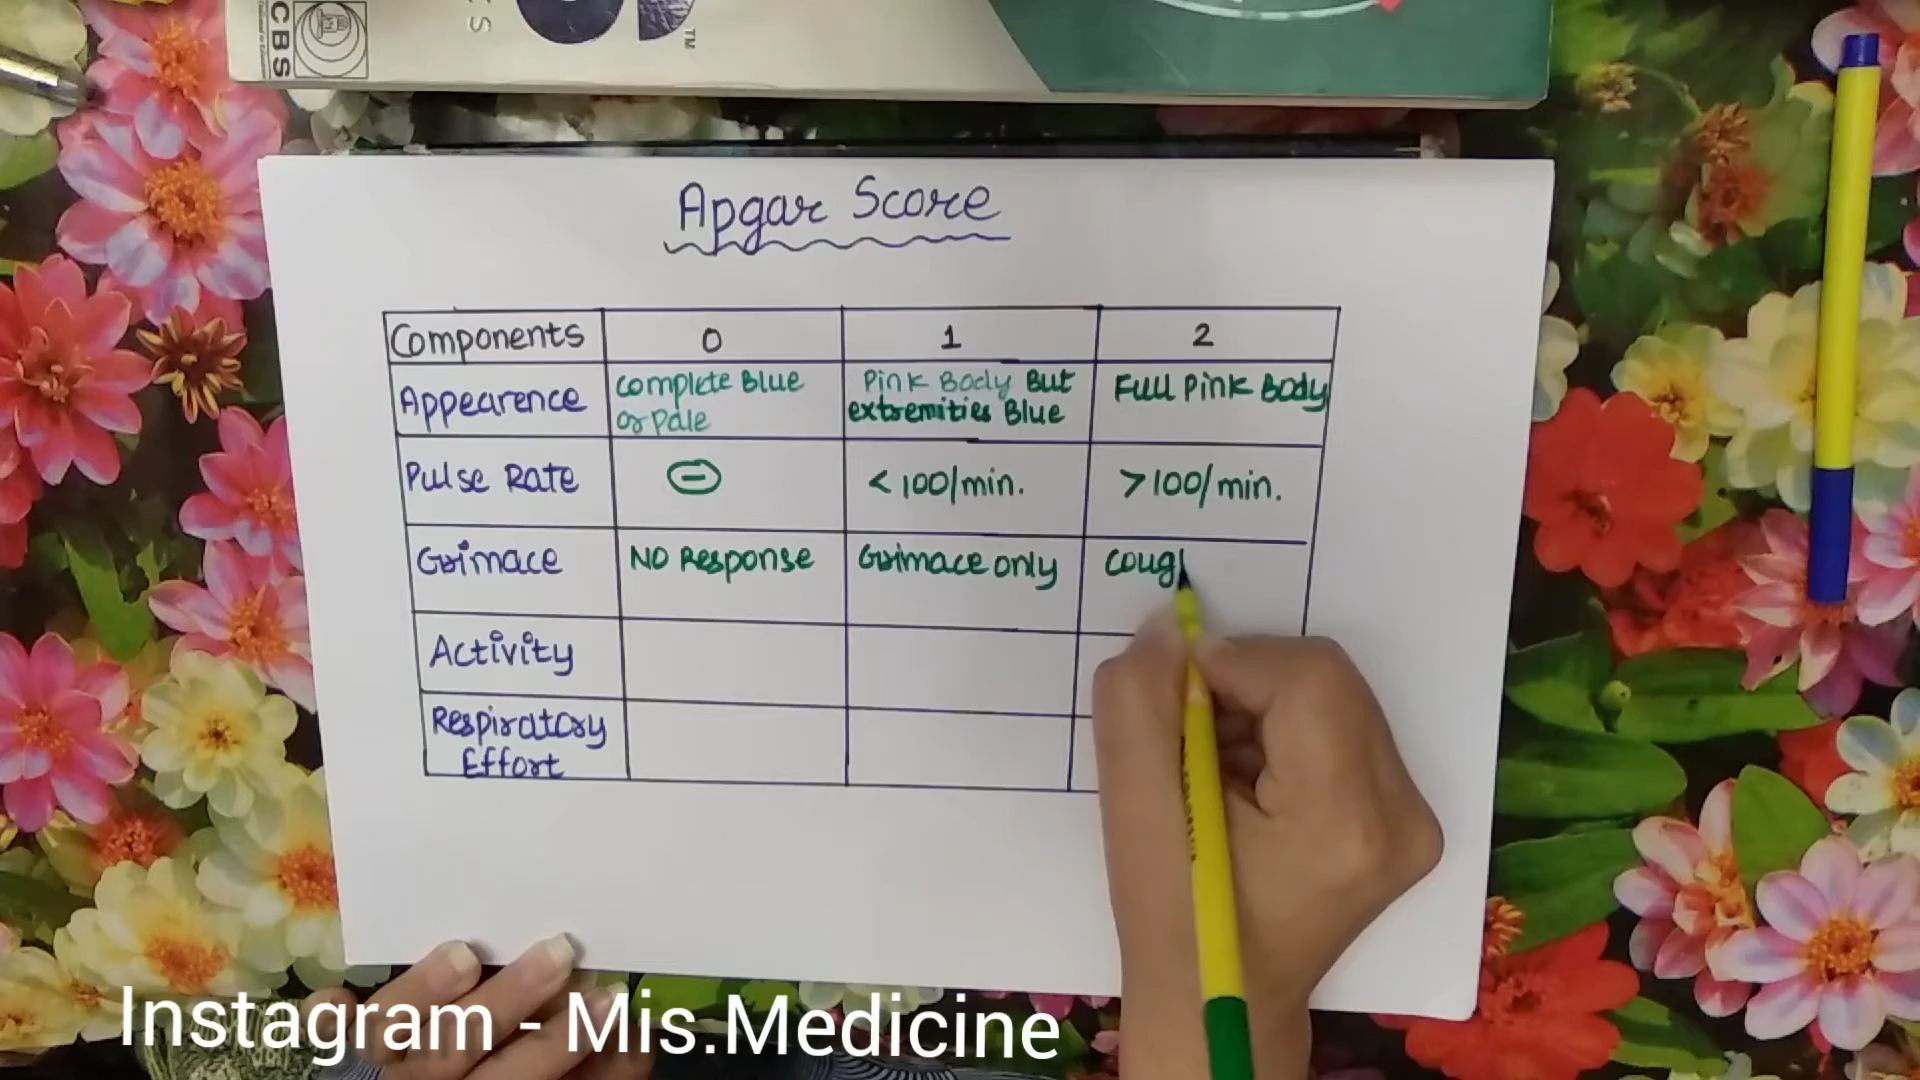 CBS
TM
Apgar Score
Components 0 1 2
Appearence Complete Blue or Pale Pink Body But extremities Blue Full Pink Body
Pulse Rate - <100/min. >100/min.
Grimace NO Response Grimace only Coug
Activity
Respiratory
Effort
Instagram - Mis.Medicine